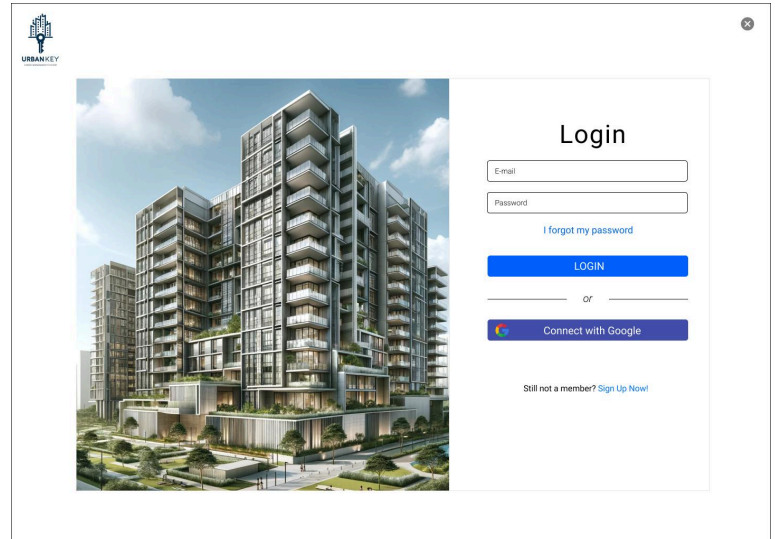 URBANKEY
Login
E-mail
Password
I forgot my password
LOGIN
or
Connect with Google
Still not a member? Sign Up Now!